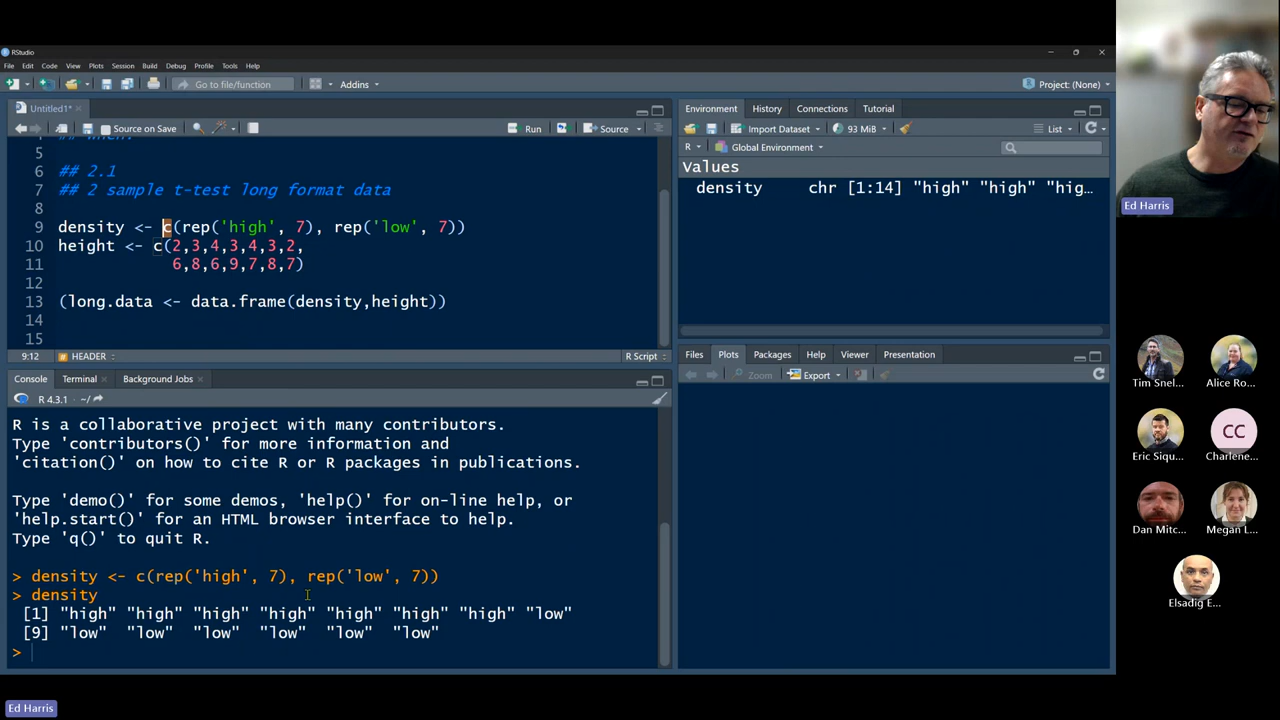 RStudio
File Edit Code View Plots Session Build Debug Profile Tools Help
Go to file/function
Addins
Project: (None)
Untitled1*
Source on Save
Run
Source
5
6 ## 2.1
7 ## 2 sample t-test long format data
8
9 density <- c(rep('high', 7), rep('low', 7))
10 height <- c(2,3,4,3,4,3,2,
11 6,8,6,9,7,8,7)
12
13 (long.data <- data.frame(density,height))
14
15
9:12 # HEADER : R Script
Console Terminal Background Jobs
R 4.3.1 · ~/
R is a collaborative project with many contributors.
Type 'contributors()' for more information and
'citation()' on how to cite R or R packages in publications.
Type 'demo()' for some demos, 'help()' for on-line help, or
'help.start()' for an HTML browser interface to help.
Type 'q()' to quit R.
> density <- c(rep('high', 7), rep('low', 7))
> density
[1] "high" "high" "high" "high" "high" "high" "high" "low"
[9] "low" "low" "low" "low" "low" "low"
>
Environment History Connections Tutorial
Import Dataset 93 MiB List
R Global Environment
Values
density chr [1:14] "high" "high" "hig...
Files Plots Packages Help Viewer Presentation
Zoom Export
Ed Harris
Tim Snel... Alice Ro...
CC
Eric Siqu... Charlene...
Dan Mitc... Megan L...
Elsadig E...
Ed Harris